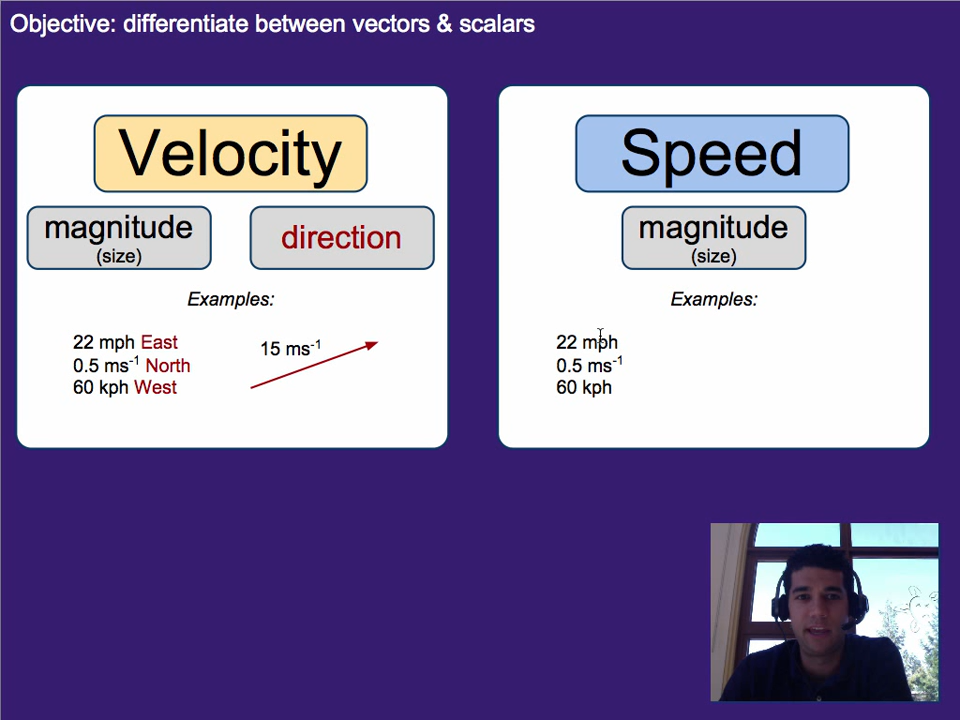 Objective: differentiate between vectors & scalars
Velocity
magnitude
(size)
direction
Examples:
22 mph East
0.5 ms⁻¹ North
60 kph West
15 ms⁻¹
Speed
magnitude
(size)
Examples:
22 mph
0.5 ms⁻¹
60 kph